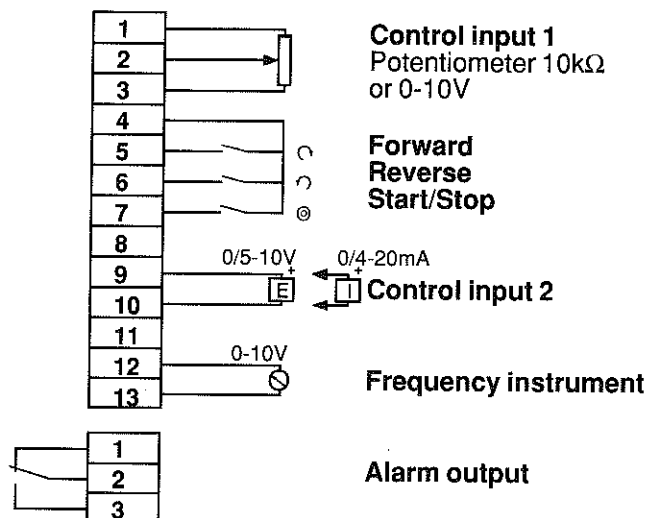 1
2
3
4
5
6
7
8
9
10
11
12
13
Control input 1
Potentiometer 10kΩ
or 0-10V
Forward
Reverse
Start/Stop
0/5-10V 0/4-20mA
+ +
E I Control input 2
0-10V
Frequency instrument
1
2
3
Alarm output